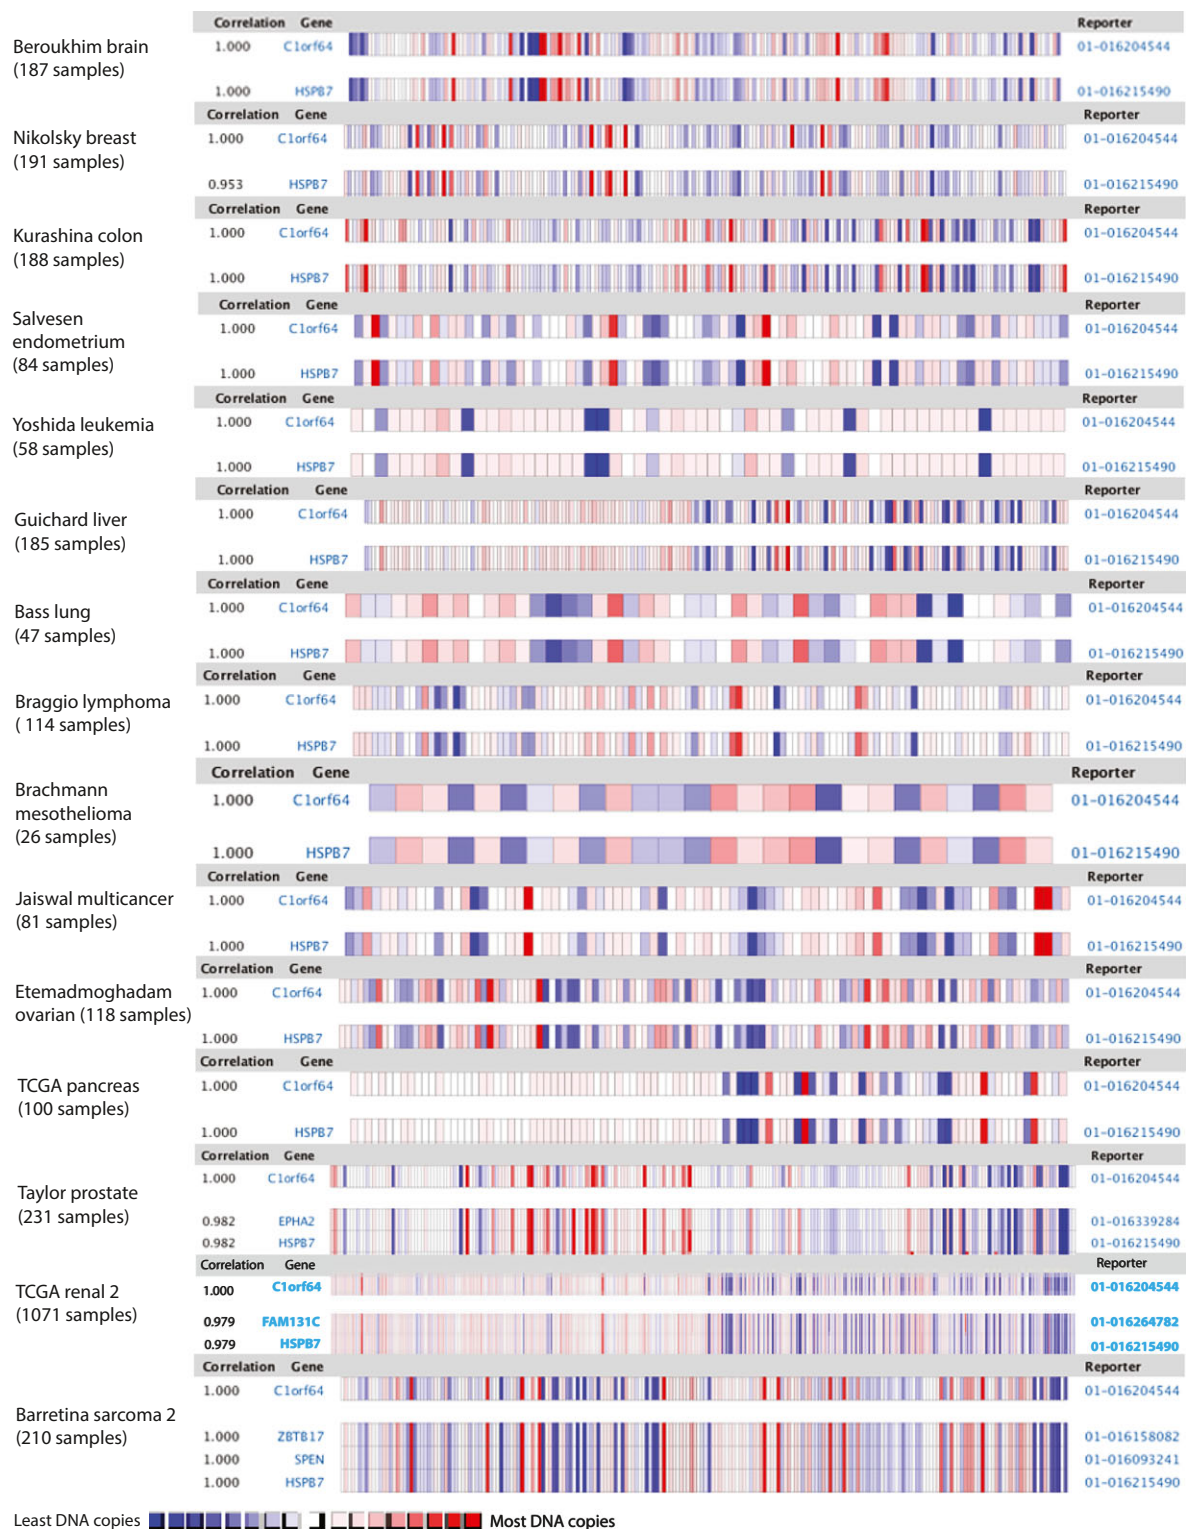 Correlation Gene Reporter
Beroukhim brain
(187 samples)
1.000 C1orf64 01-016204544
1.000 HSPB7 01-016215490
Correlation Gene Reporter
Nikolsky breast
(191 samples)
1.000 C1orf64 01-016204544
0.953 HSPB7 01-016215490
Correlation Gene Reporter
Kurashina colon
(188 samples)
1.000 C1orf64 01-016204544
1.000 HSPB7 01-016215490
Correlation Gene Reporter
Salvesen
endometrium
(84 samples)
1.000 C1orf64 01-016204544
1.000 HSPB7 01-016215490
Correlation Gene Reporter
Yoshida leukemia
(58 samples)
1.000 C1orf64 01-016204544
1.000 HSPB7 01-016215490
Correlation Gene Reporter
Guichard liver
(185 samples)
1.000 C1orf64 01-016204544
1.000 HSPB7 01-016215490
Correlation Gene Reporter
Bass lung
(47 samples)
1.000 C1orf64 01-016204544
1.000 HSPB7 01-016215490
Correlation Gene Reporter
Braggio lymphoma
( 114 samples)
1.000 C1orf64 01-016204544
1.000 HSPB7 01-016215490
Correlation Gene Reporter
Brachmann
mesothelioma
(26 samples)
1.000 C1orf64 01-016204544
1.000 HSPB7 01-016215490
Correlation Gene Reporter
Jaiswal multicancer
(81 samples)
1.000 C1orf64 01-016204544
1.000 HSPB7 01-016215490
Correlation Gene Reporter
Etemadmoghadam
ovarian (118 samples)
1.000 C1orf64 01-016204544
1.000 HSPB7 01-016215490
Correlation Gene Reporter
TCGA pancreas
(100 samples)
1.000 C1orf64 01-016204544
1.000 HSPB7 01-016215490
Correlation Gene Reporter
Taylor prostate
(231 samples)
1.000 C1orf64 01-016204544
0.982 EPHA2 01-016339284
0.982 HSPB7 01-016215490
Correlation Gene Reporter
TCGA renal 2
(1071 samples)
1.000 C1orf64 01-016204544
0.979 FAM131C 01-016264782
0.979 HSPB7 01-016215490
Correlation Gene Reporter
Barretina sarcoma 2
(210 samples)
1.000 C1orf64 01-016204544
1.000 ZBTB17 01-016158082
1.000 SPEN 01-016093241
1.000 HSPB7 01-016215490
Least DNA copies Most DNA copies